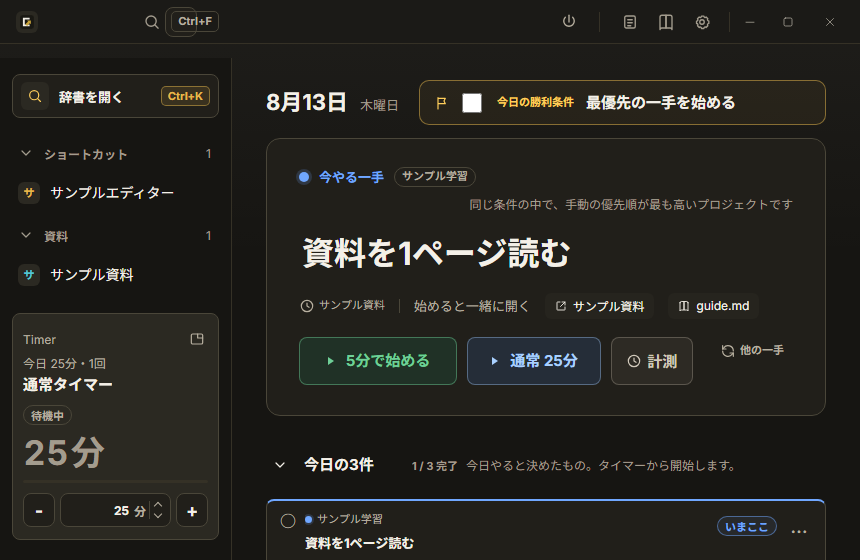 Ctrl+F
辞書を開く Ctrl+K
ショートカット 1
サ サンプルエディター
資料 1
サ サンプル資料
Timer
今日 25分・1回
通常タイマー
待機中
25分
- 25 分 +
8月13日 木曜日
今日の勝利条件 最優先の一手を始める
今やる一手 サンプル学習
同じ条件の中で、手動の優先順が最も高いプロジェクトです
資料を1ページ読む
サンプル資料 始めると一緒に開く サンプル資料 guide.md
5分で始める 通常 25分 計測 他の一手
今日の3件 1 / 3 完了 今日やると決めたもの。タイマーから開始します。
サンプル学習
資料を1ページ読む
いまここ ...